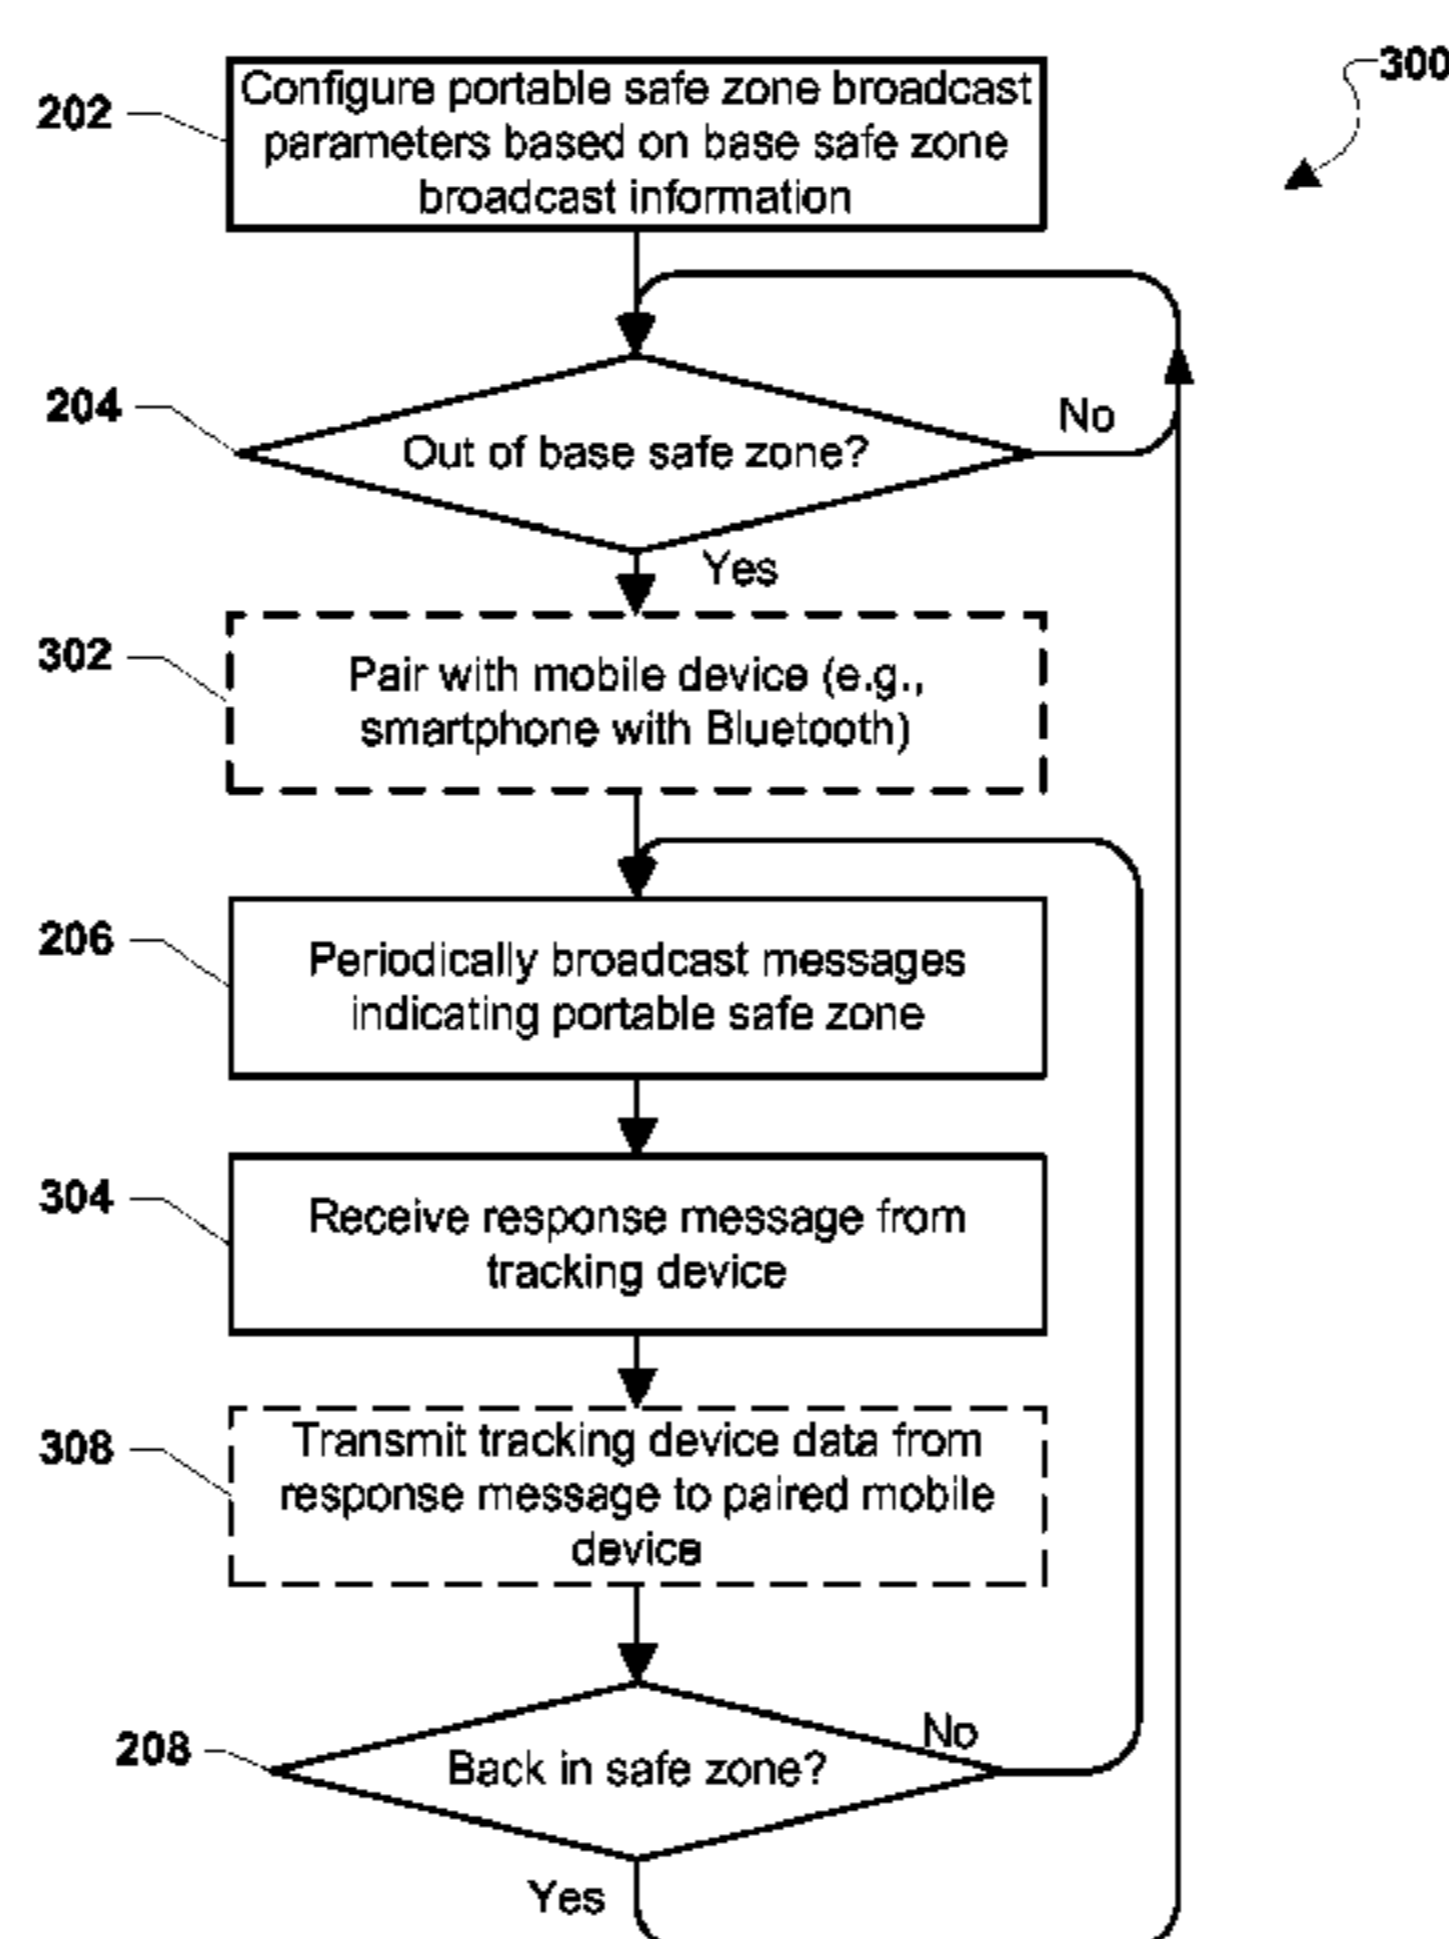 300
202
Configure portable safe zone broadcast
parameters based on base safe zone
broadcast information
204
Out of base safe zone?
No
Yes
302
Pair with mobile device (e.g.,
smartphone with Bluetooth)
206
Periodically broadcast messages
indicating portable safe zone
304
Receive response message from
tracking device
308
Transmit tracking device data from
response message to paired mobile
device
208
Back in safe zone?
No
Yes